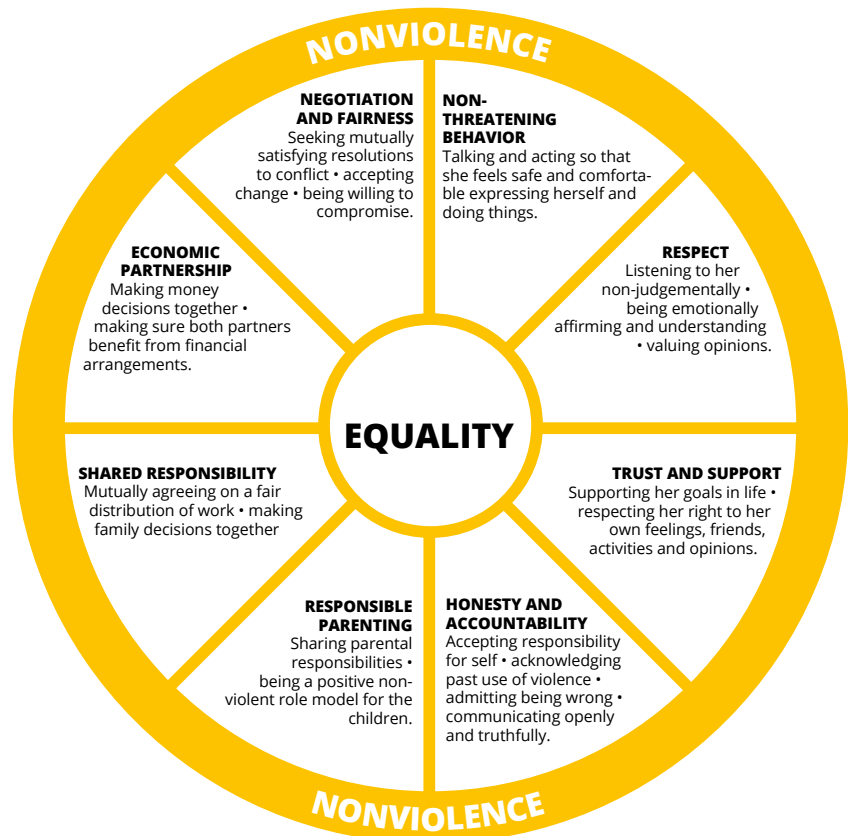 NONVIOLENCE
NEGOTIATION
AND FAIRNESS
Seeking mutually
satisfying resolutions
to conflict • accepting
change • being willing to
compromise.
NON-
THREATENING
BEHAVIOR
Talking and acting so that
she feels safe and comforta-
ble expressing herself and
doing things.
ECONOMIC
PARTNERSHIP
Making money
decisions together •
making sure both partners
benefit from financial
arrangements.
RESPECT
Listening to her
non-judgementally •
being emotionally
affirming and understanding
• valuing opinions.
EQUALITY
SHARED RESPONSIBILITY
Mutually agreeing on a fair
distribution of work • making
family decisions together
TRUST AND SUPPORT
Supporting her goals in life •
respecting her right to her
own feelings, friends,
activities and opinions.
RESPONSIBLE
PARENTING
Sharing parental
responsibilities •
being a positive non-
violent role model for the
children.
HONESTY AND
ACCOUNTABILITY
Accepting responsibility
for self • acknowledging
past use of violence •
admitting being wrong •
communicating openly
and truthfully.
NONVIOLENCE